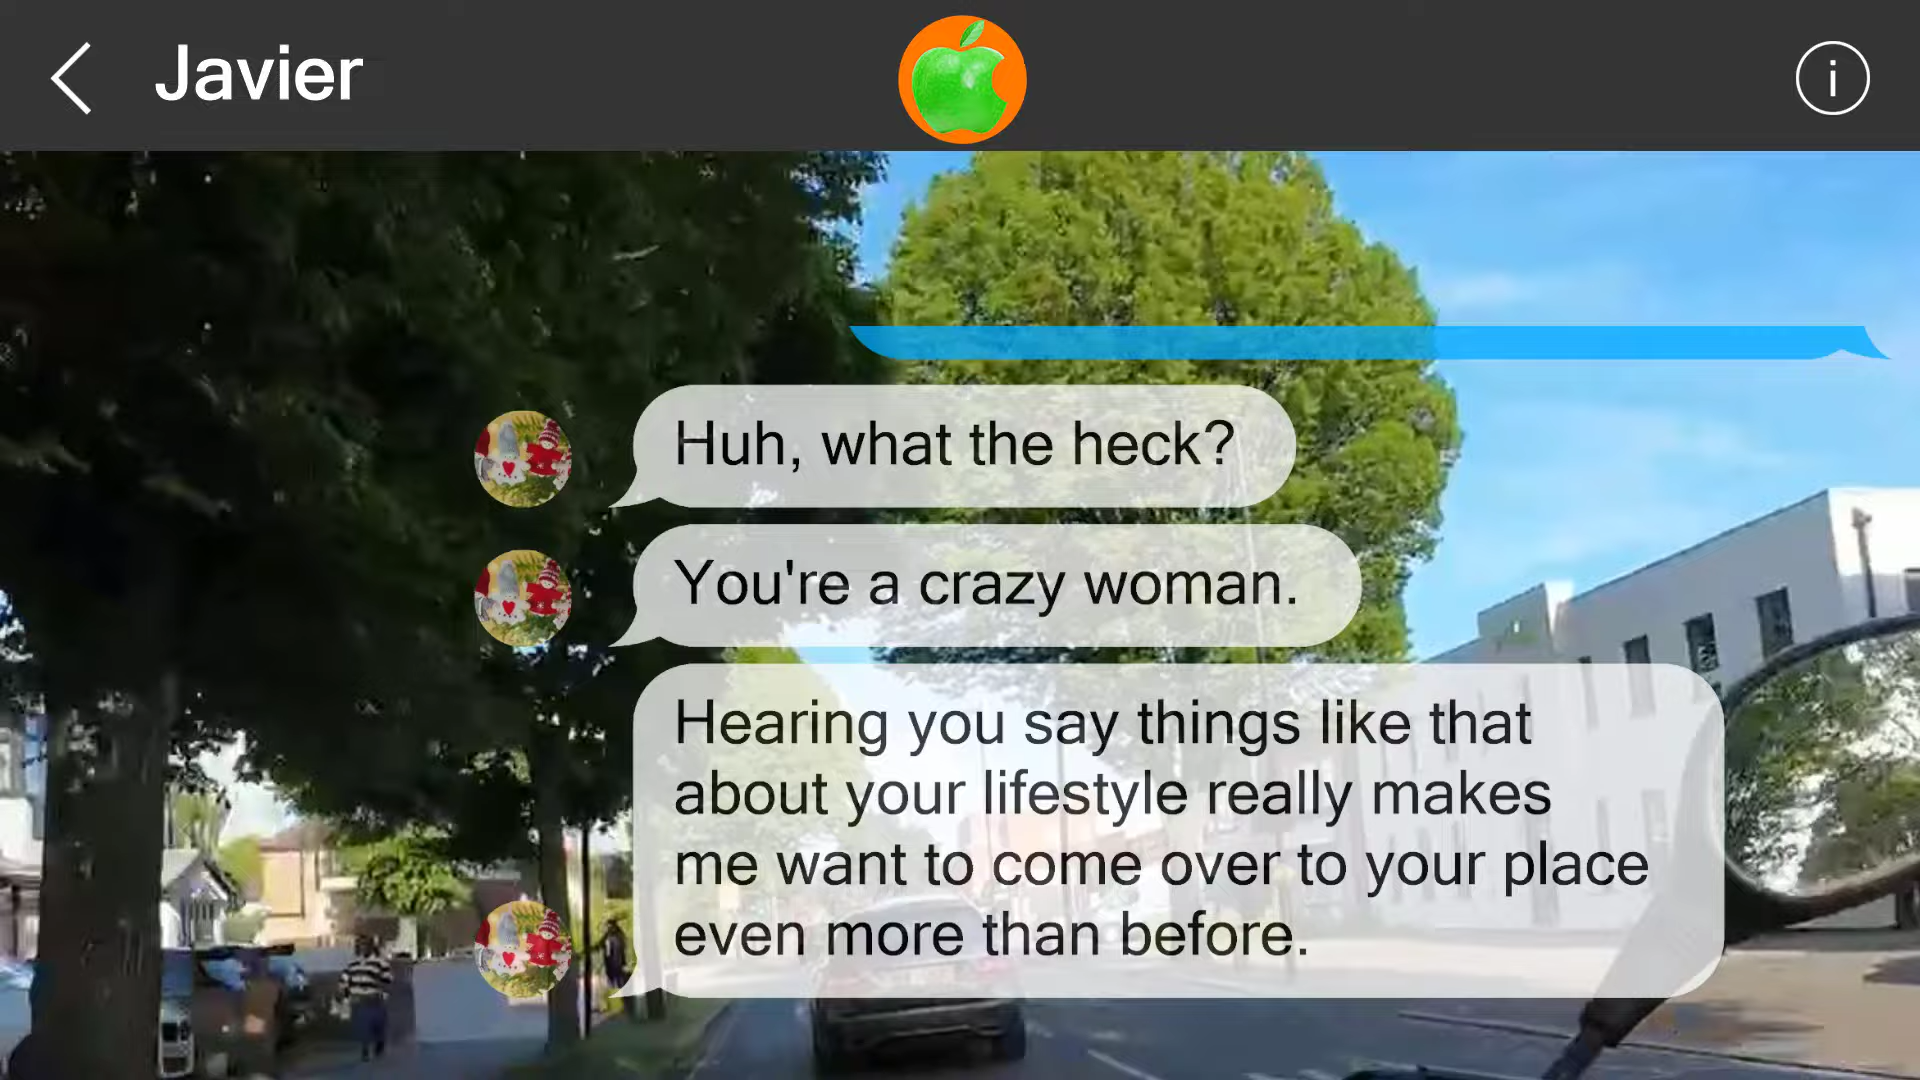 Javier
Huh, what the heck?
You're a crazy woman.
Hearing you say things like that
about your lifestyle really makes
me want to come over to your place
even more than before.